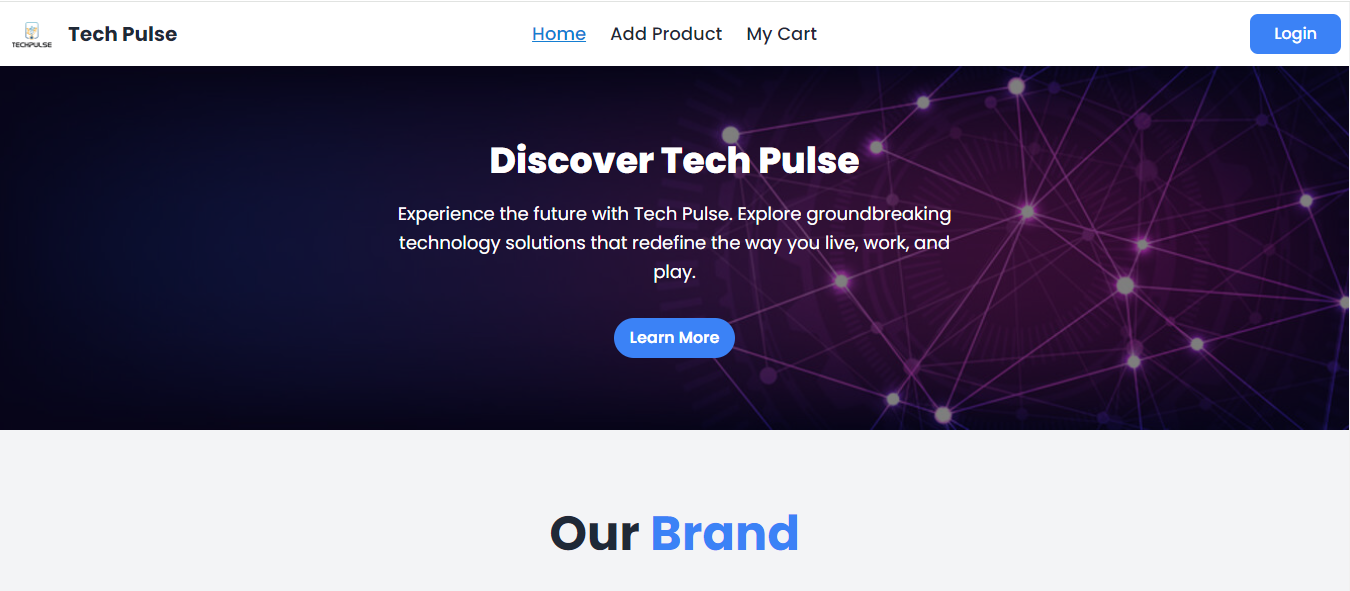 TECHPULSE
Tech Pulse
Home
Add Product
My Cart
Login
Discover Tech Pulse
Experience the future with Tech Pulse. Explore groundbreaking
technology solutions that redefine the way you live, work, and
play.
Learn More
Our Brand